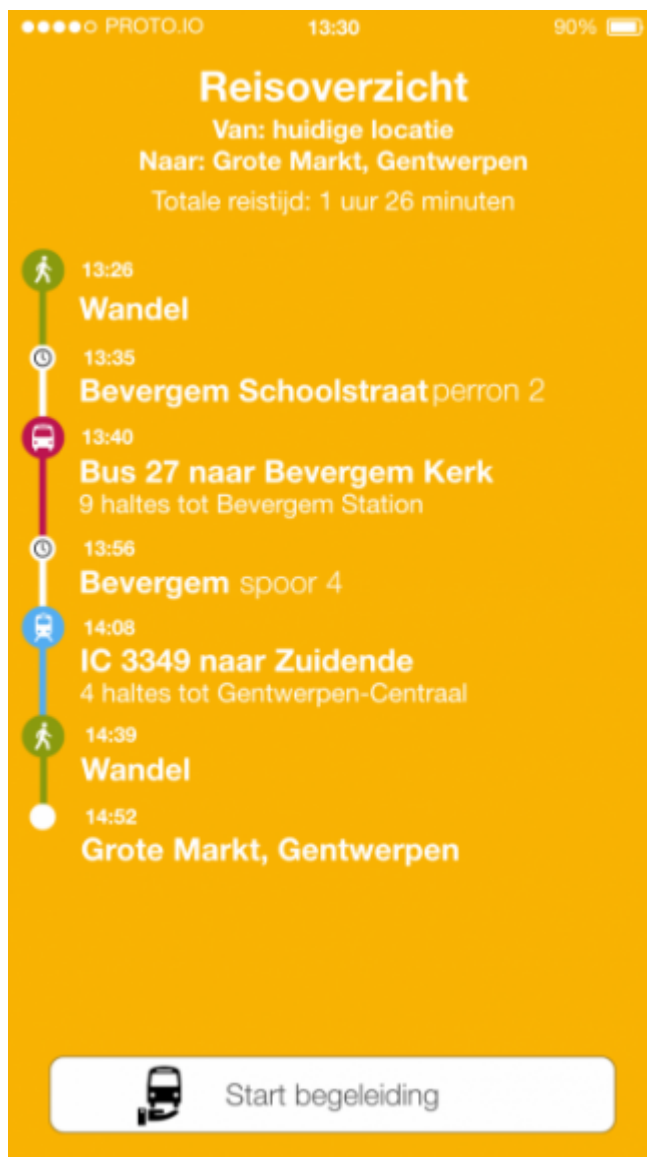 PROTO.IO 13:30 90%
Reisoverzicht
Van: huidige locatie
Naar: Grote Markt, Gentwerpen
Totale reistijd: 1 uur 26 minuten
13:26
Wandel
13:35
Bevergem Schoolstraat perron 2
13:40
Bus 27 naar Bevergem Kerk
9 haltes tot Bevergem Station
13:56
Bevergem spoor 4
14:08
IC 3349 naar Zuidende
4 haltes tot Gentwerpen-Centraal
14:39
Wandel
14:52
Grote Markt, Gentwerpen
Start begeleiding